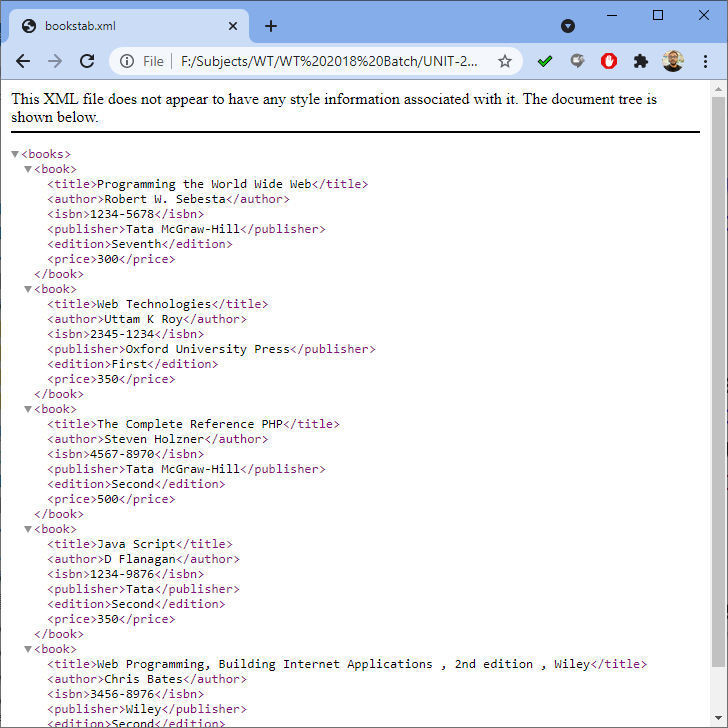 bookstab.xml
File | F:/Subjects/WT/WT%202018%20Batch/UNIT-2...
This XML file does not appear to have any style information associated with it. The document tree is
shown below.
<books>
<book>
<title>Programming the World Wide Web</title>
<author>Robert W. Sebesta</author>
<isbn>1234-5678</isbn>
<publisher>Tata McGraw-Hill</publisher>
<edition>Seventh</edition>
<price>300</price>
</book>
<book>
<title>Web Technologies</title>
<author>Uttam K Roy</author>
<isbn>2345-1234</isbn>
<publisher>Oxford University Press</publisher>
<edition>First</edition>
<price>350</price>
</book>
<book>
<title>The Complete Reference PHP</title>
<author>Steven Holzner</author>
<isbn>4567-8970</isbn>
<publisher>Tata McGraw-Hill</publisher>
<edition>Second</edition>
<price>500</price>
</book>
<book>
<title>Java Script</title>
<author>D Flanagan</author>
<isbn>1234-9876</isbn>
<publisher>Tata</publisher>
<edition>Second</edition>
<price>350</price>
</book>
<book>
<title>Web Programming, Building Internet Applications , 2nd edition , Wiley</title>
<author>Chris Bates</author>
<isbn>3456-8976</isbn>
<publisher>Wiley</publisher>
<edition>Second</edition>